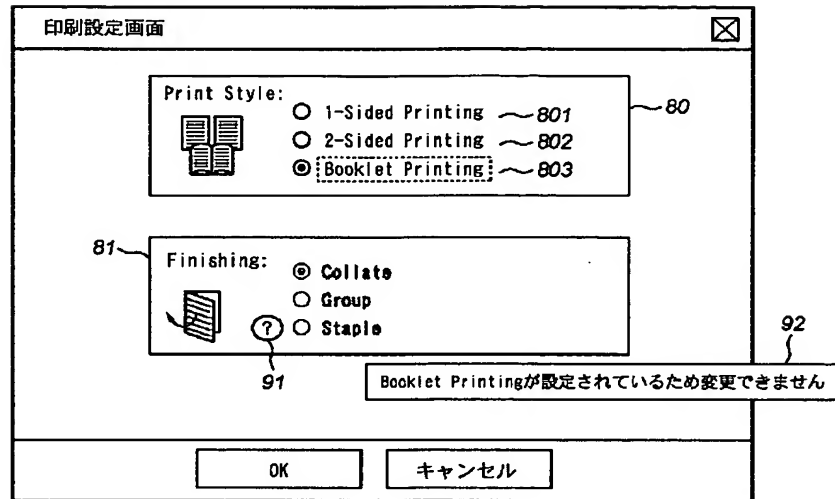 印刷設定画面
Print Style:
1-Sided Printing 801
80
2-Sided Printing 802
Booklet Printing 803
81
Finishing:
Collate
Group
? Staple
91
92
Booklet Printingが設定されているため変更できません
OK
キャンセル